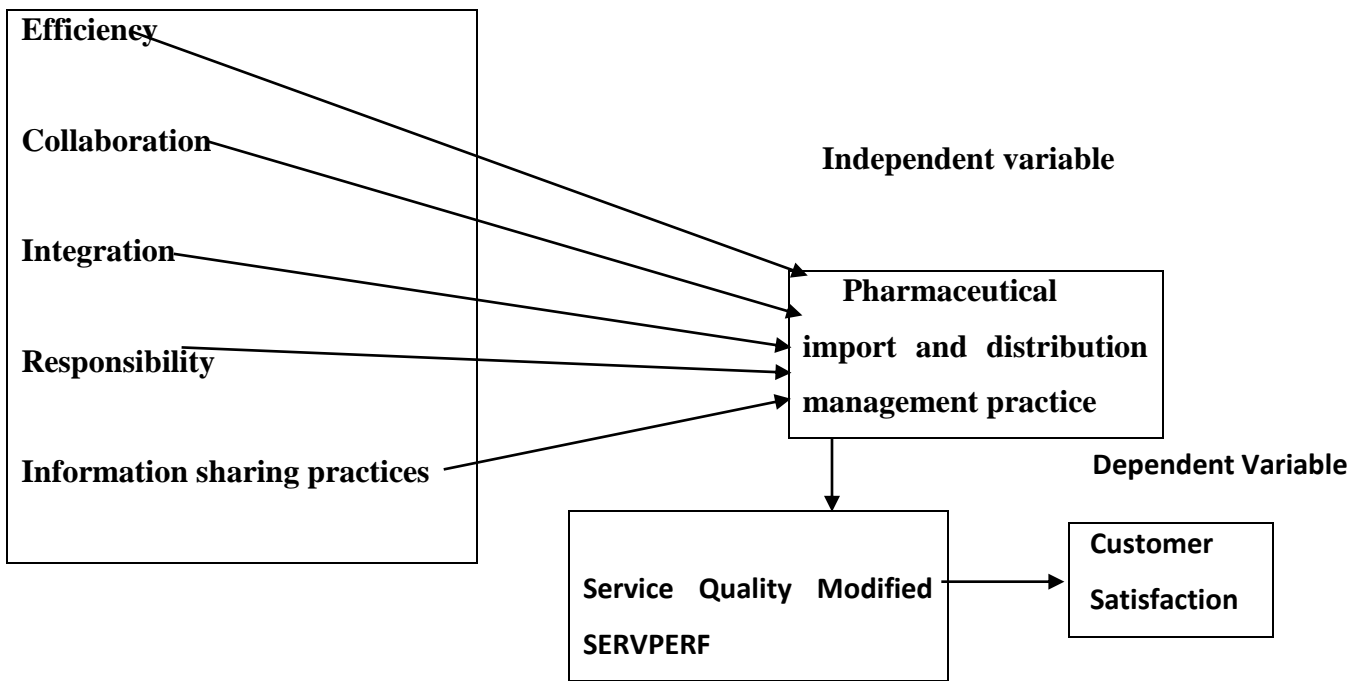 Efficiency
Collaboration
Independent variable
Integration
Pharmaceutical
import and distribution
management practice
Responsibility
Information sharing practices
Dependent Variable
Service Quality Modified
SERVPERF
Customer
Satisfaction